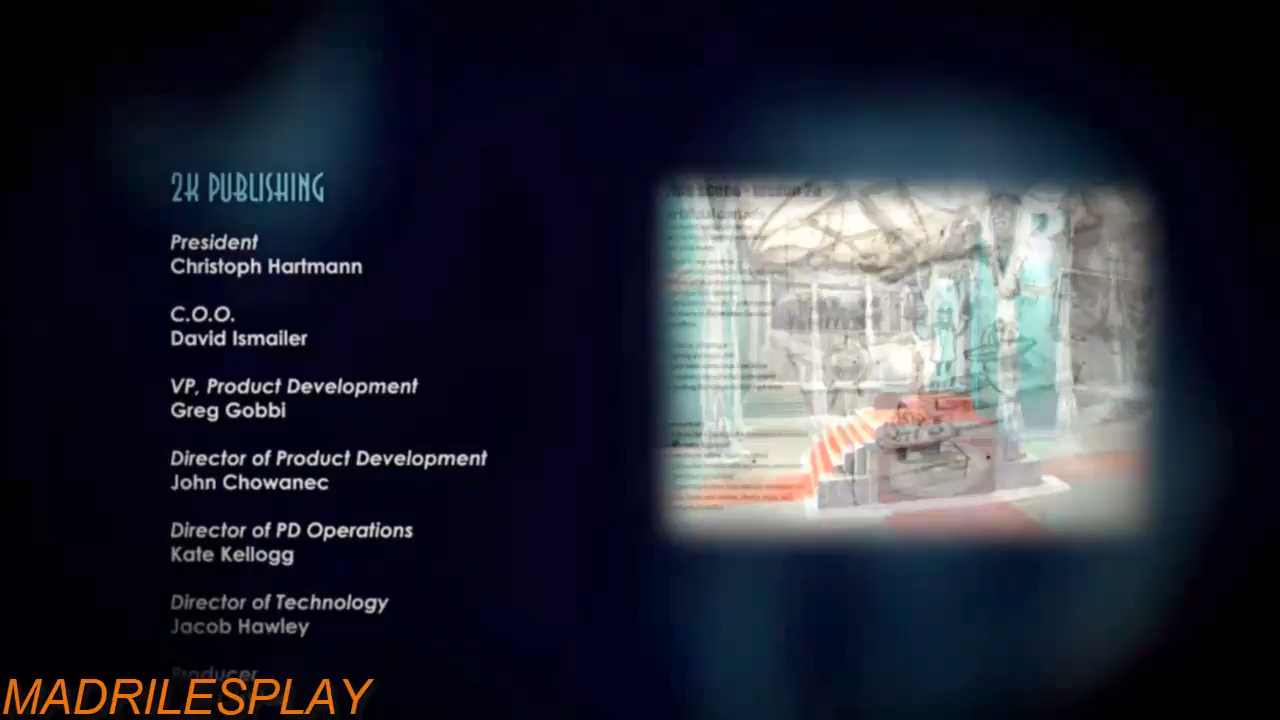 2K PUBLISHING
President
Christoph Hartmann
C.O.O.
David Ismailer
VP, Product Development
Greg Gobbi
Director of Product Development
John Chowanec
Director of PD Operations
Kate Kellogg
Director of Technology
Jacob Hawley
Producer
MADRILESPLAY